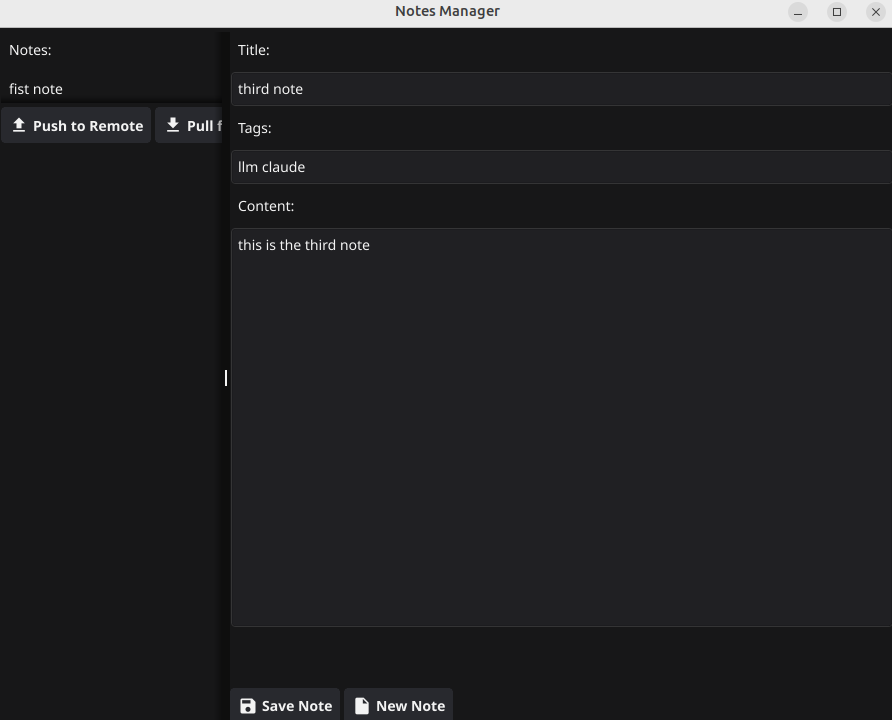 Notes Manager
Notes:
fist note
Push to Remote
Pull f
Title:
third note
Tags:
llm claude
Content:
this is the third note
Save Note
New Note